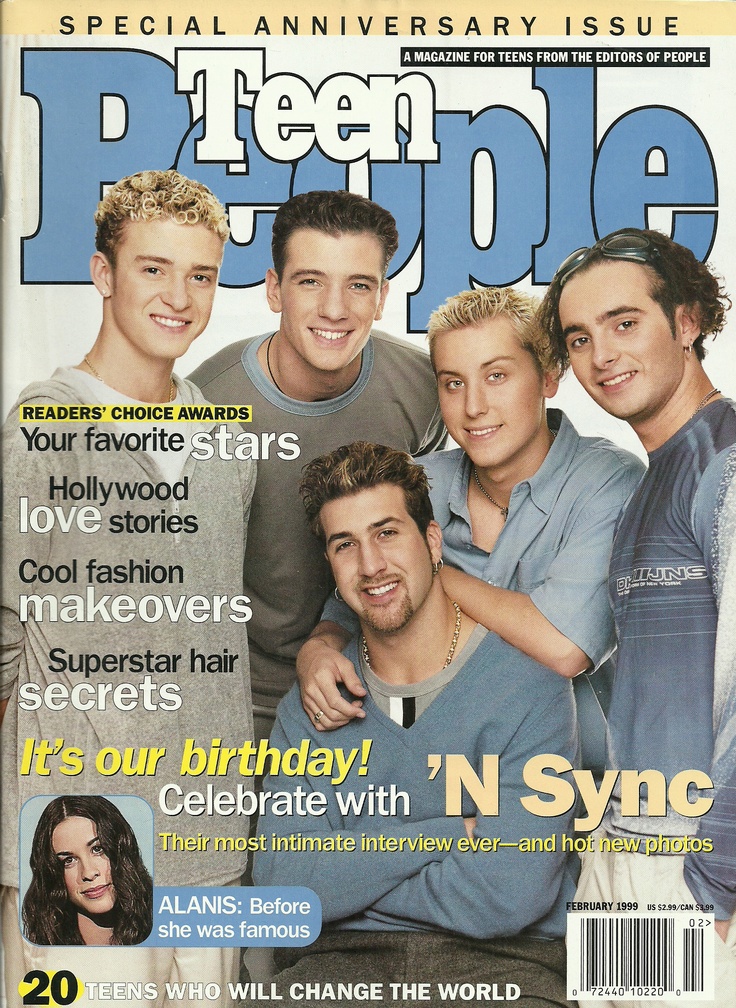 SPECIAL ANNIVERSARY ISSUE
A MAGAZINE FOR TEENS FROM THE EDITORS OF PEOPLE
Teen
People
READERS' CHOICE AWARDS
Your favorite stars
Hollywood
love stories
Cool fashion
makeovers
Superstar hair
secrets
It's our birthday!
Celebrate with 'N Sync
Their most intimate interview ever—and hot new photos
ALANIS: Before
she was famous
FEBRUARY 1999 US $2.99/CAN $3.99
02>
0 72440 10220 0
20 TEENS WHO WILL CHANGE THE WORLD